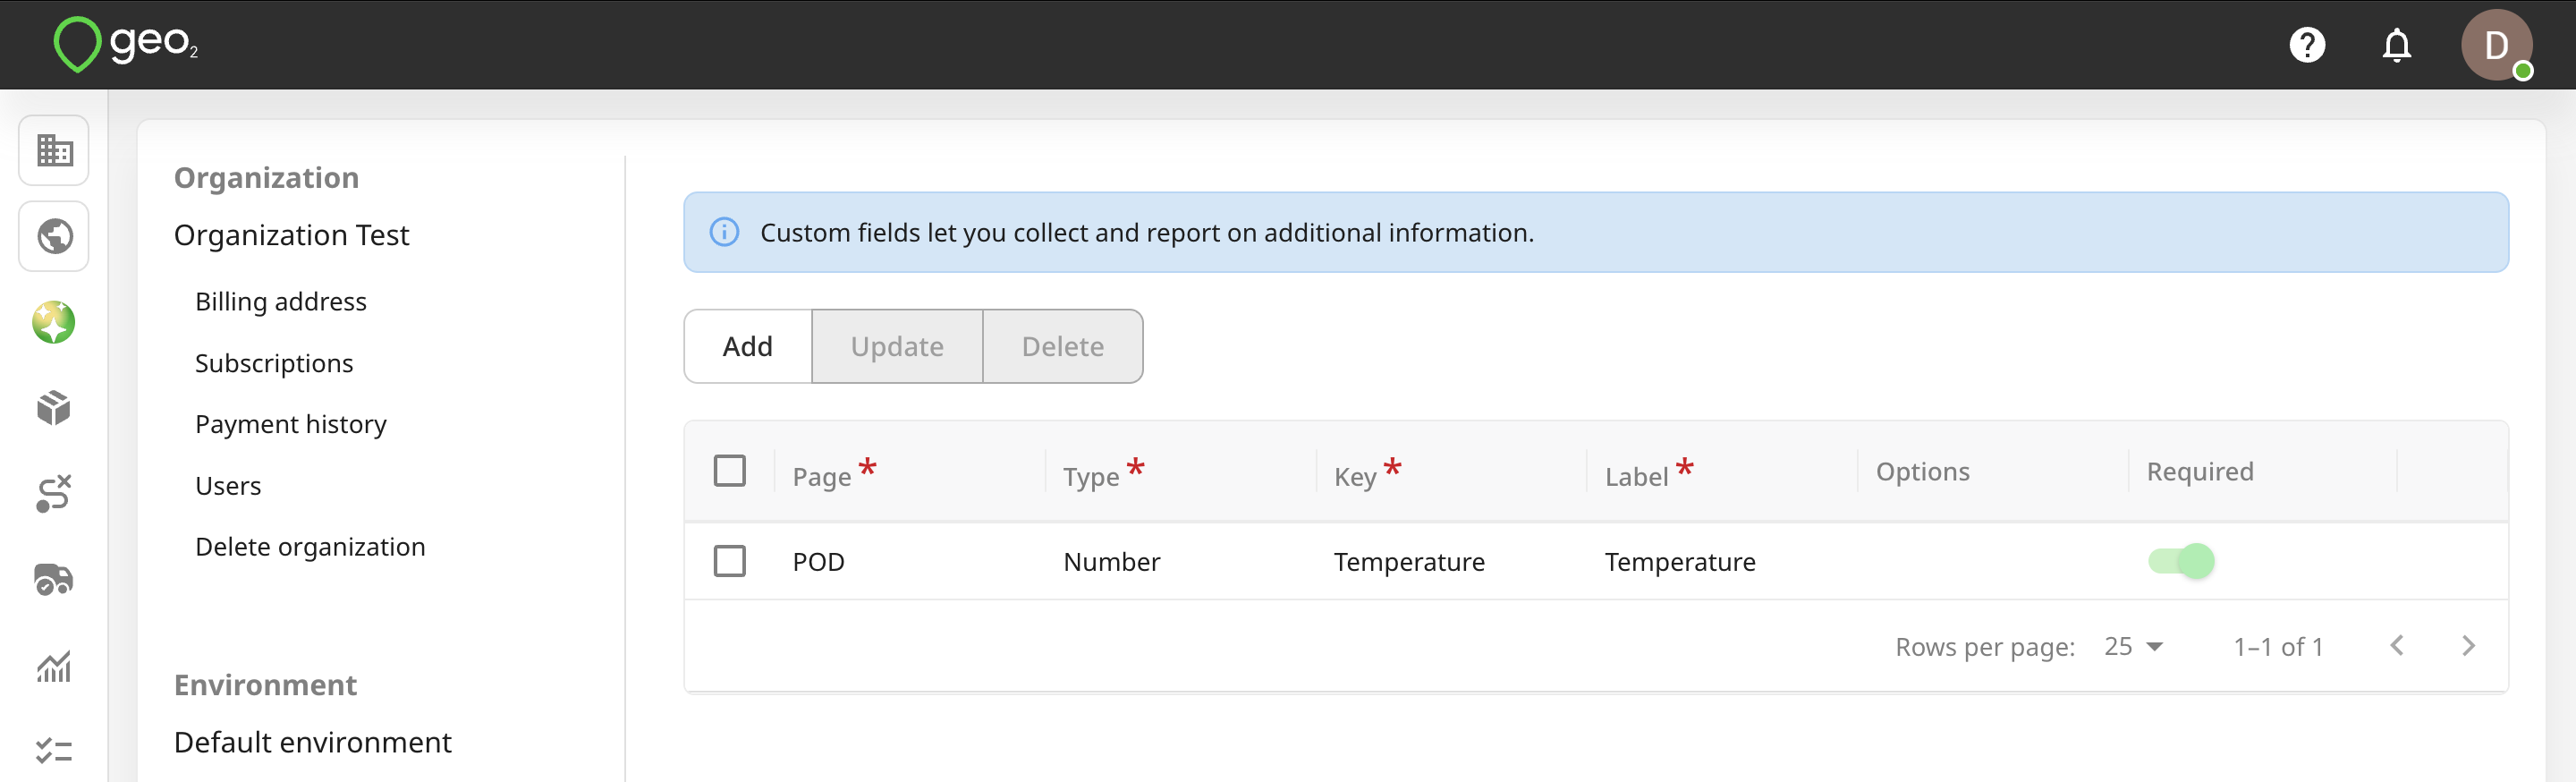 geo2
D
Organization
Organization Test
Billing address
Subscriptions
Payment history
Users
Delete organization
Environment
Default environment
Custom fields let you collect and report on additional information.
Add Update Delete
Page * Type * Key * Label * Options Required
POD Number Temperature Temperature
Rows per page: 25 1–1 of 1